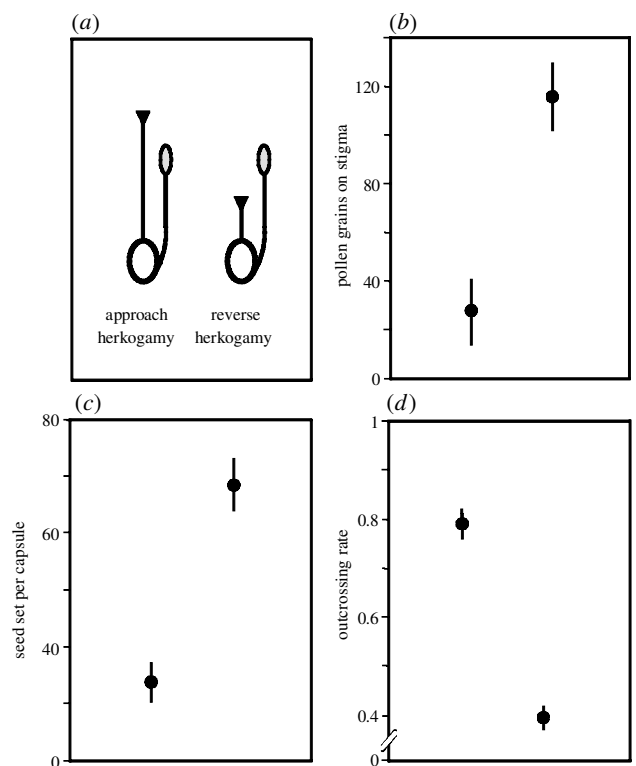 (a)
approach
herkogamy
reverse
herkogamy
(b)
pollen grains on stigma
120
80
40
0
(c)
seed set per capsule
80
60
40
0
(d)
outcrossing rate
1
0.8
0.6
0.4
0